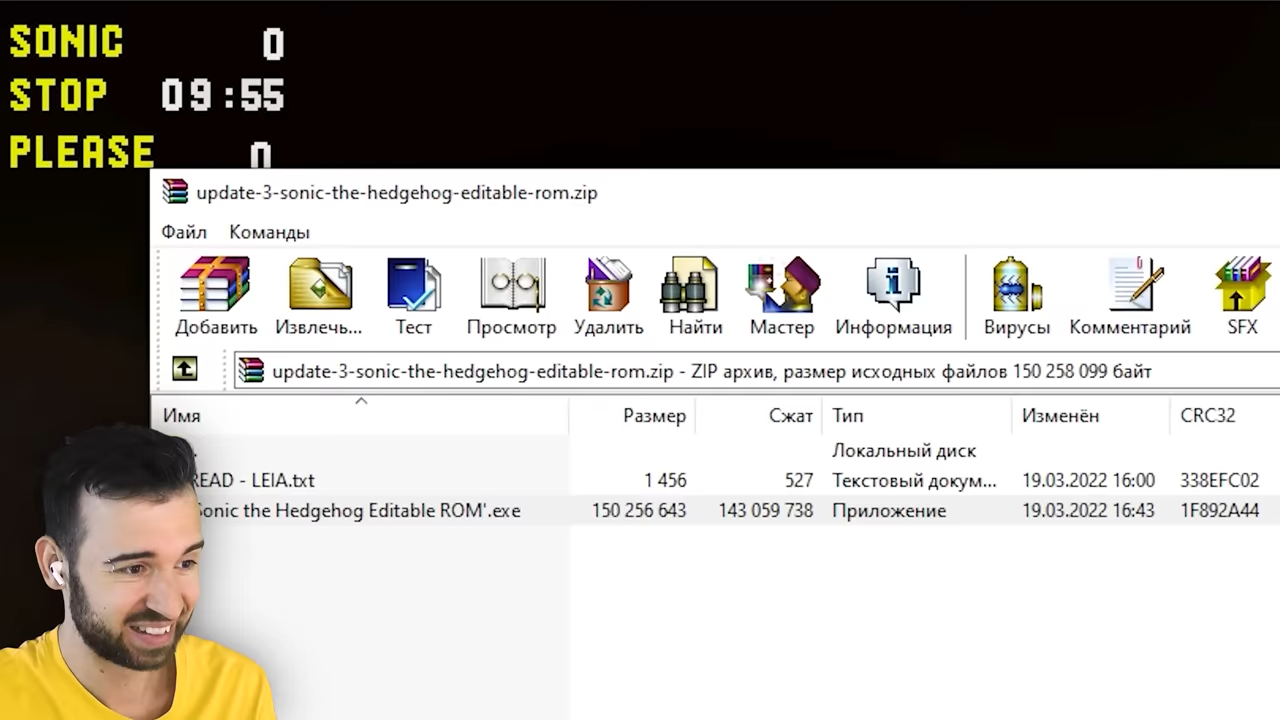 SONIC 0
STOP 09:55
PLEASE 0
update-3-sonic-the-hedgehog-editable-rom.zip
Файл Команды
Добавить Извлечь... Тест Просмотр Удалить Найти Мастер Информация Вирусы Комментарий SFX
update-3-sonic-the-hedgehog-editable-rom.zip - ZIP архив, размер исходных файлов 150 258 099 байт
Имя Размер Сжат Тип Изменён CRC32
Локальный диск
READ - LEIA.txt 1 456 527 Текстовый докум... 19.03.2022 16:00 338EFC02
Sonic the Hedgehog Editable ROM'.exe 150 256 643 143 059 738 Приложение 19.03.2022 16:43 1F892A44